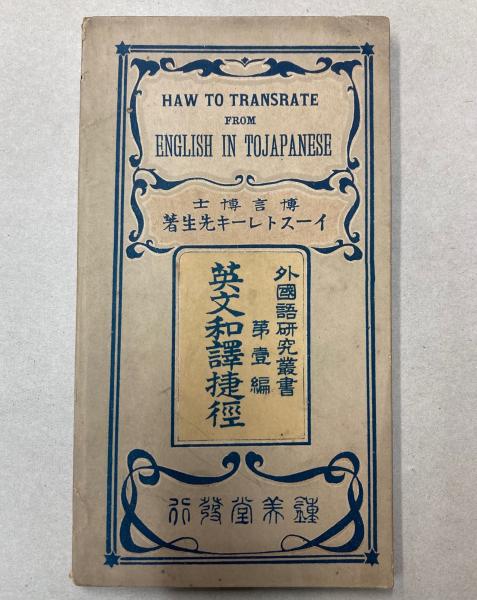 HAW TO TRANSRATE
FROM
ENGLISH IN TOJAPANESE
士博言博
著生先キーレトスーイ
外國語研究叢書
第壹編
英文和譯捷徑
行發堂美鍾